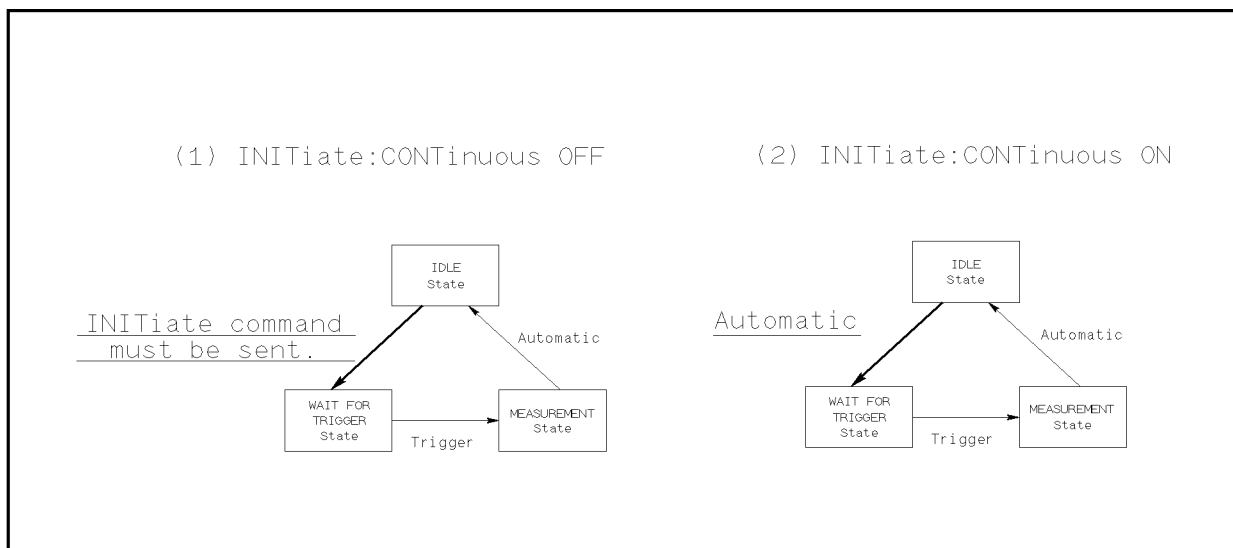 (1) INITiate:CONTinuous OFF
IDLE
State
INITiate command
must be sent.
Automatic
WAIT FOR
TRIGGER
State
Trigger
MEASUREMENT
State
(2) INITiate:CONTinuous ON
IDLE
State
Automatic
Automatic
WAIT FOR
TRIGGER
State
Trigger
MEASUREMENT
State